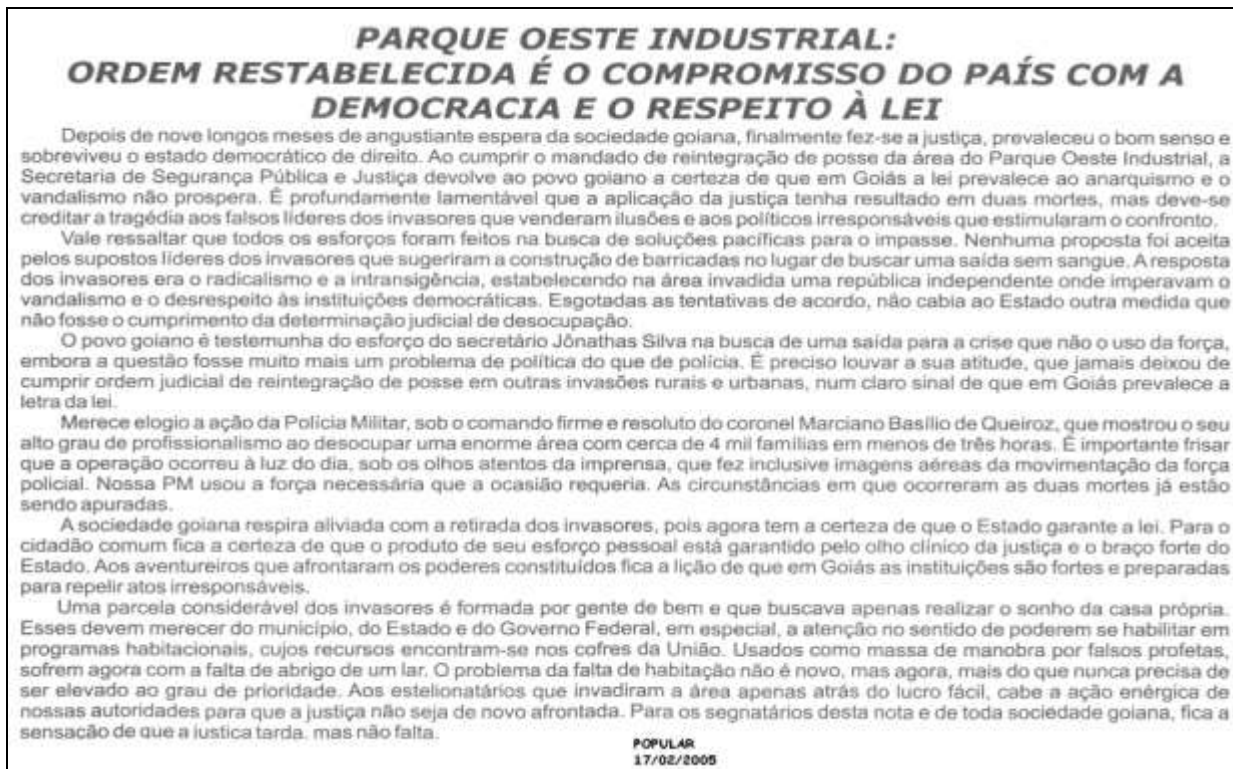 PARQUE OESTE INDUSTRIAL:
ORDEM RESTABELECIDA É O COMPROMISSO DO PAÍS COM A
DEMOCRACIA E O RESPEITO À LEI
Depois de nove longos meses de angustiante espera da sociedade goiana, finalmente fez-se a justiça, prevaleceu o bom senso e
sobreviveu o estado democrático de direito. Ao cumprir o mandado de reintegração de posse da área do Parque Oeste Industrial, a
Secretaria de Segurança Pública e Justiça devolve ao povo goiano a certeza de que em Goiás a lei prevalece ao anarquismo e o
vandalismo não prospera. É profundamente lamentável que a aplicação da justiça tenha resultado em duas mortes, mas deve-se
creditar a tragédia aos falsos líderes dos invasores que venderam ilusões e aos políticos irresponsáveis que estimularam o confronto.
Vale ressaltar que todos os esforços foram feitos na busca de soluções pacíficas para o impasse. Nenhuma proposta foi aceita
pelos supostos líderes dos invasores que sugeriram a construção de barricadas no lugar de buscar uma saída sem sangue. A resposta
dos invasores era o radicalismo e a intransigência, estabelecendo na área invadida uma república independente onde imperavam o
vandalismo e o desrespeito às instituições democráticas. Esgotadas as tentativas de acordo, não cabia ao Estado outra medida que
não fosse o cumprimento da determinação judicial de desocupação.
O povo goiano é testemunha do esforço do secretário Jônathas Silva na busca de uma saída para a crise que não o uso da força,
embora a questão fosse muito mais um problema de política do que de polícia. É preciso louvar a sua atitude, que jamais deixou de
cumprir ordem judicial de reintegração de posse em outras invasões rurais e urbanas, num claro sinal de que em Goiás prevalece a
letra da lei.
Merece elogio a ação da Polícia Militar, sob o comando firme e resoluto do coronel Marciano Basílio de Queiroz, que mostrou o seu
alto grau de profissionalismo ao desocupar uma enorme área com cerca de 4 mil famílias em menos de três horas. É importante frisar
que a operação ocorreu à luz do dia, sob os olhos atentos da imprensa, que fez inclusive imagens aéreas da movimentação da força
policial. Nossa PM usou a força necessária que a ocasião requeria. As circunstâncias em que ocorreram as duas mortes já estão
sendo apuradas.
A sociedade goiana respira aliviada com a retirada dos invasores, pois agora tem a certeza de que o Estado garante a lei. Para o
cidadão comum fica a certeza de que o produto de seu esforço pessoal está garantido pelo olho clínico da justiça e o braço forte do
Estado. Aos aventureiros que afrontaram os poderes constituídos fica a lição de que em Goiás as instituições são fortes e preparadas
para repelir atos irresponsáveis.
Uma parcela considerável dos invasores é formada por gente de bem e que buscava apenas realizar o sonho da casa própria.
Esses devem merecer do município, do Estado e do Governo Federal, em especial, a atenção no sentido de poderem se habilitar em
programas habitacionais, cujos recursos encontram-se nos cofres da União. Usados como massa de manobra por falsos profetas,
sofrem agora com a falta de abrigo de um lar. O problema da falta de habitação não é novo, mas agora, mais do que nunca precisa de
ser elevado ao grau de prioridade. Aos estelionatários que invadiram a área apenas atrás do lucro fácil, cabe a ação enérgica de
nossas autoridades para que a justiça não seja de novo afrontada. Para os segnatários desta nota e de toda sociedade goiana, fica a
sensação de que a justiça tarda, mas não falta.
POPULAR
17/02/2005